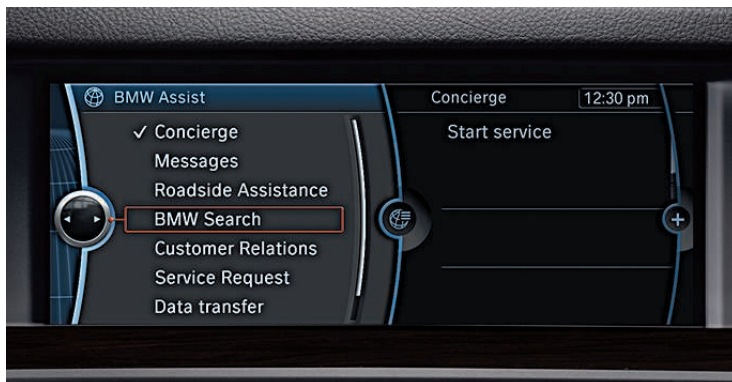 BMW Assist
Concierge
12:30 pm
✓ Concierge
Messages
Roadside Assistance
BMW Search
Customer Relations
Service Request
Data transfer
Start service